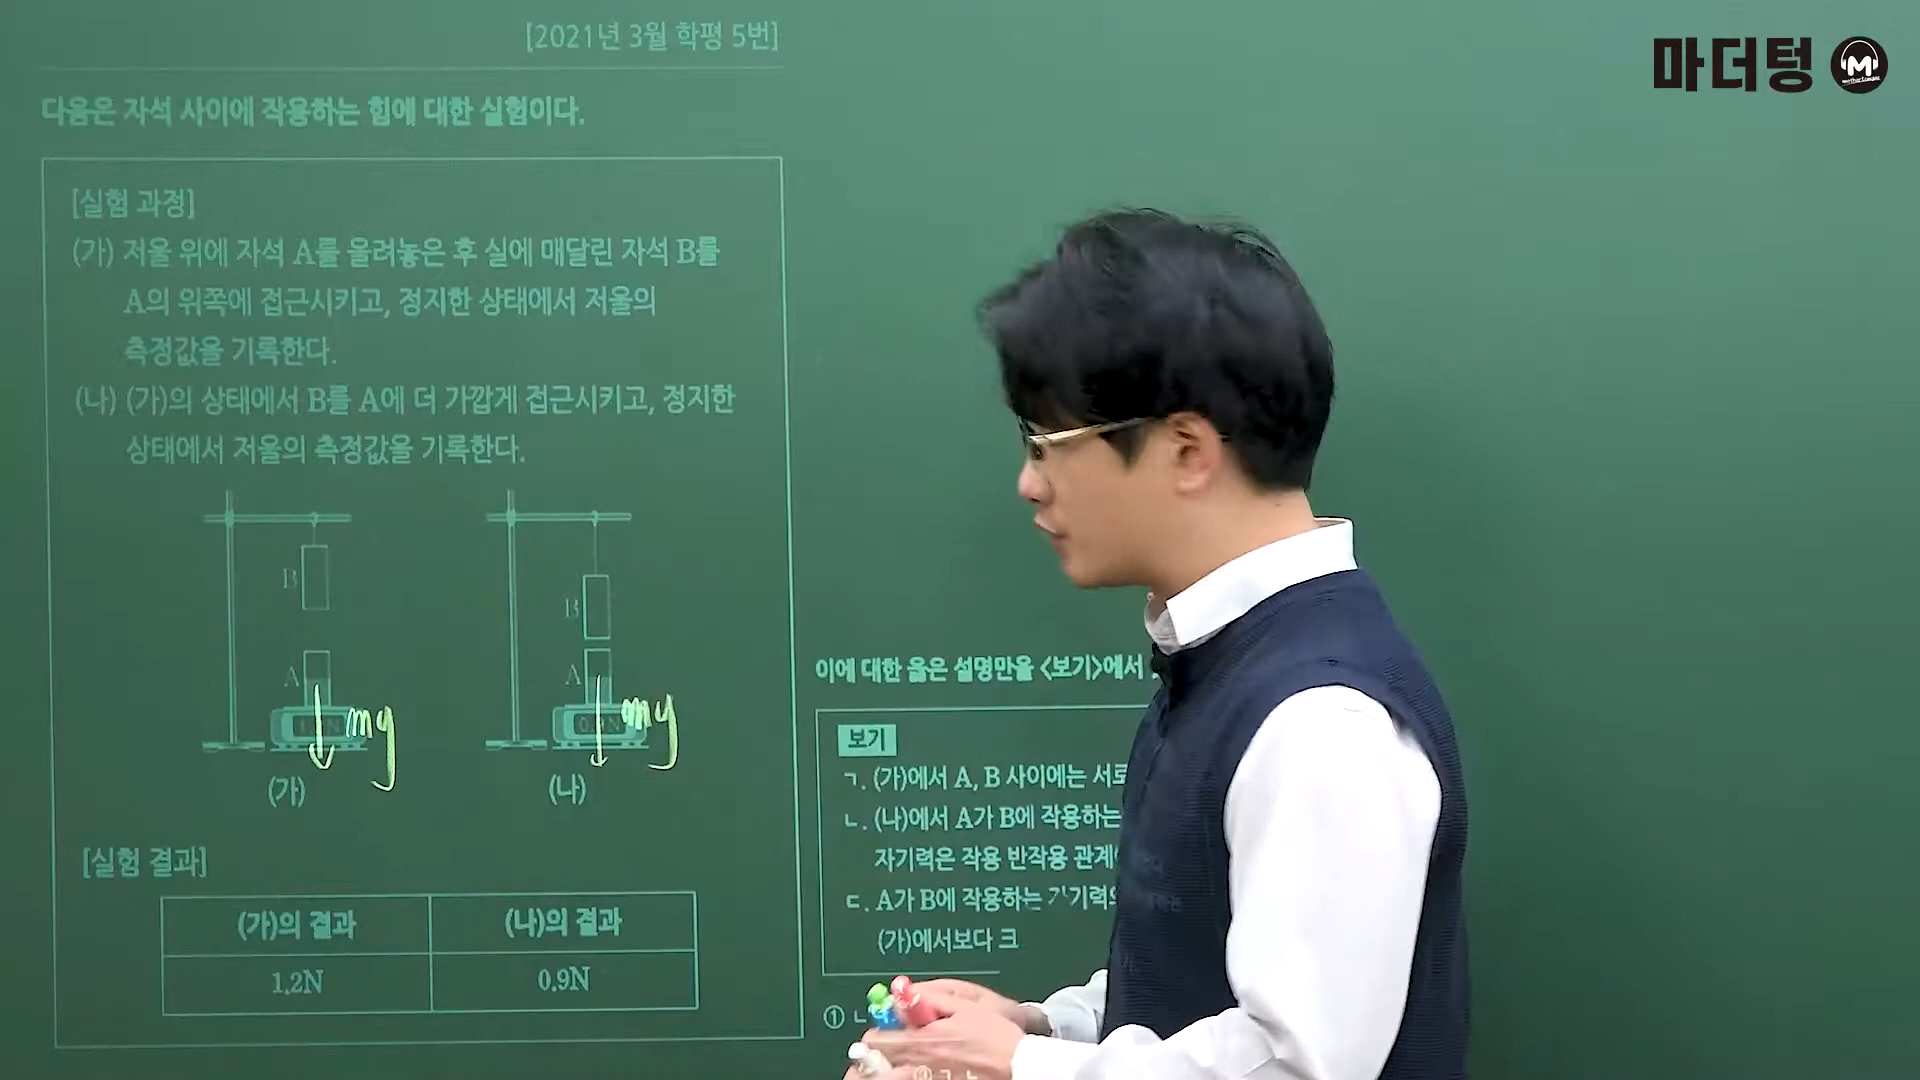 [2021년 3월 학평 5번]
마더텅
다음은 자석 사이에 작용하는 힘에 대한 실험이다.
[실험 과정]
(가) 저울 위에 자석 A를 올려놓은 후 실에 매달린 자석 B를
A의 위쪽에 접근시키고, 정지한 상태에서 저울의
측정값을 기록한다.
(나) (가)의 상태에서 B를 A에 더 가깝게 접근시키고, 정지한
상태에서 저울의 측정값을 기록한다.
B
A
mg
(가)
B
A
mg
(나)
[실험 결과]
(가)의 결과 (나)의 결과
1.2N 0.9N
이에 대한 옳은 설명만을 <보기>에서
보기
ㄱ. (가)에서 A, B 사이에는 서로
ㄴ. (나)에서 A가 B에 작용하는
자기력은 작용 반작용 관계
ㄷ. A가 B에 작용하는 자기력의
(가)에서보다 크
① ㄴ
③ ㄱ, ㄴ